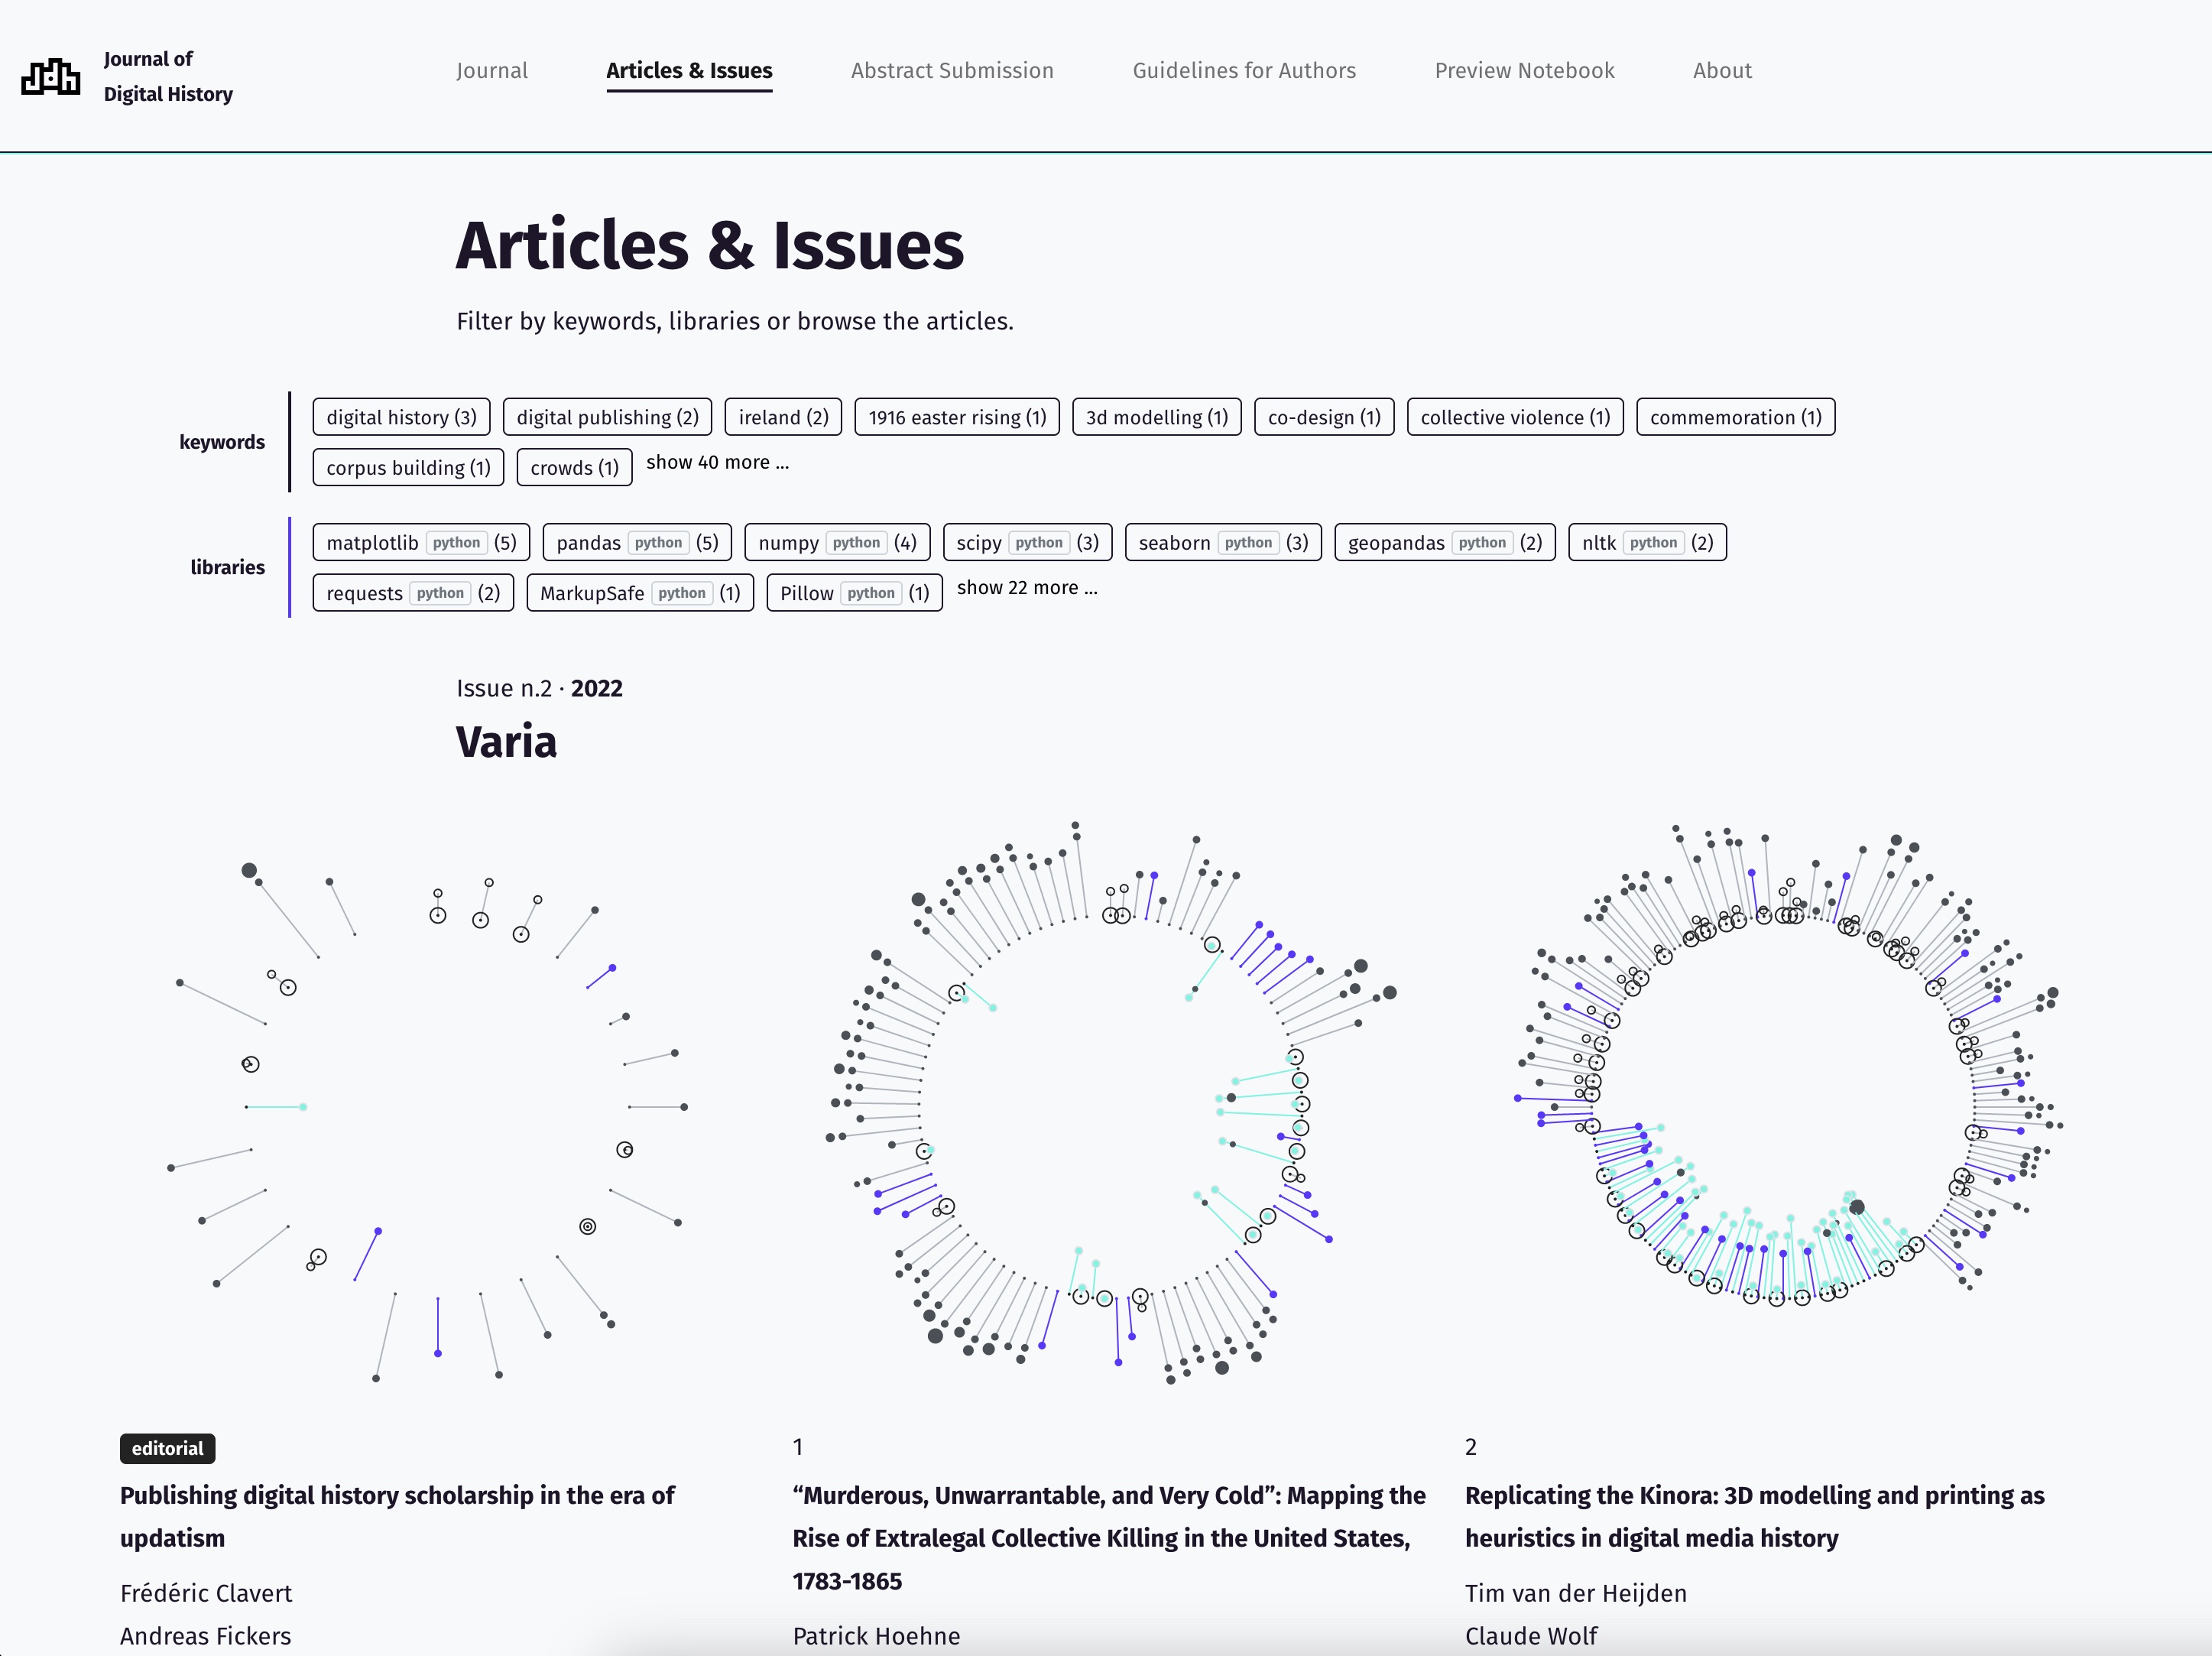 Journal of
Digital History
Journal
Articles & Issues
Abstract Submission
Guidelines for Authors
Preview Notebook
About
Articles & Issues
Filter by keywords, libraries or browse the articles.
keywords
digital history (3)
digital publishing (2)
ireland (2)
1916 easter rising (1)
3d modelling (1)
co-design (1)
collective violence (1)
commemoration (1)
corpus building (1)
crowds (1)
show 40 more ...
libraries
matplotlib python (5)
pandas python (5)
numpy python (4)
scipy python (3)
seaborn python (3)
geopandas python (2)
nltk python (2)
requests python (2)
MarkupSafe python (1)
Pillow python (1)
show 22 more ...
Issue n.2 · 2022
Varia
editorial
Publishing digital history scholarship in the era of
updatism
Frédéric Clavert
Andreas Fickers
1
“Murderous, Unwarrantable, and Very Cold”: Mapping the
Rise of Extralegal Collective Killing in the United States,
1783-1865
Patrick Hoehne
2
Replicating the Kinora: 3D modelling and printing as
heuristics in digital media history
Tim van der Heijden
Claude Wolf